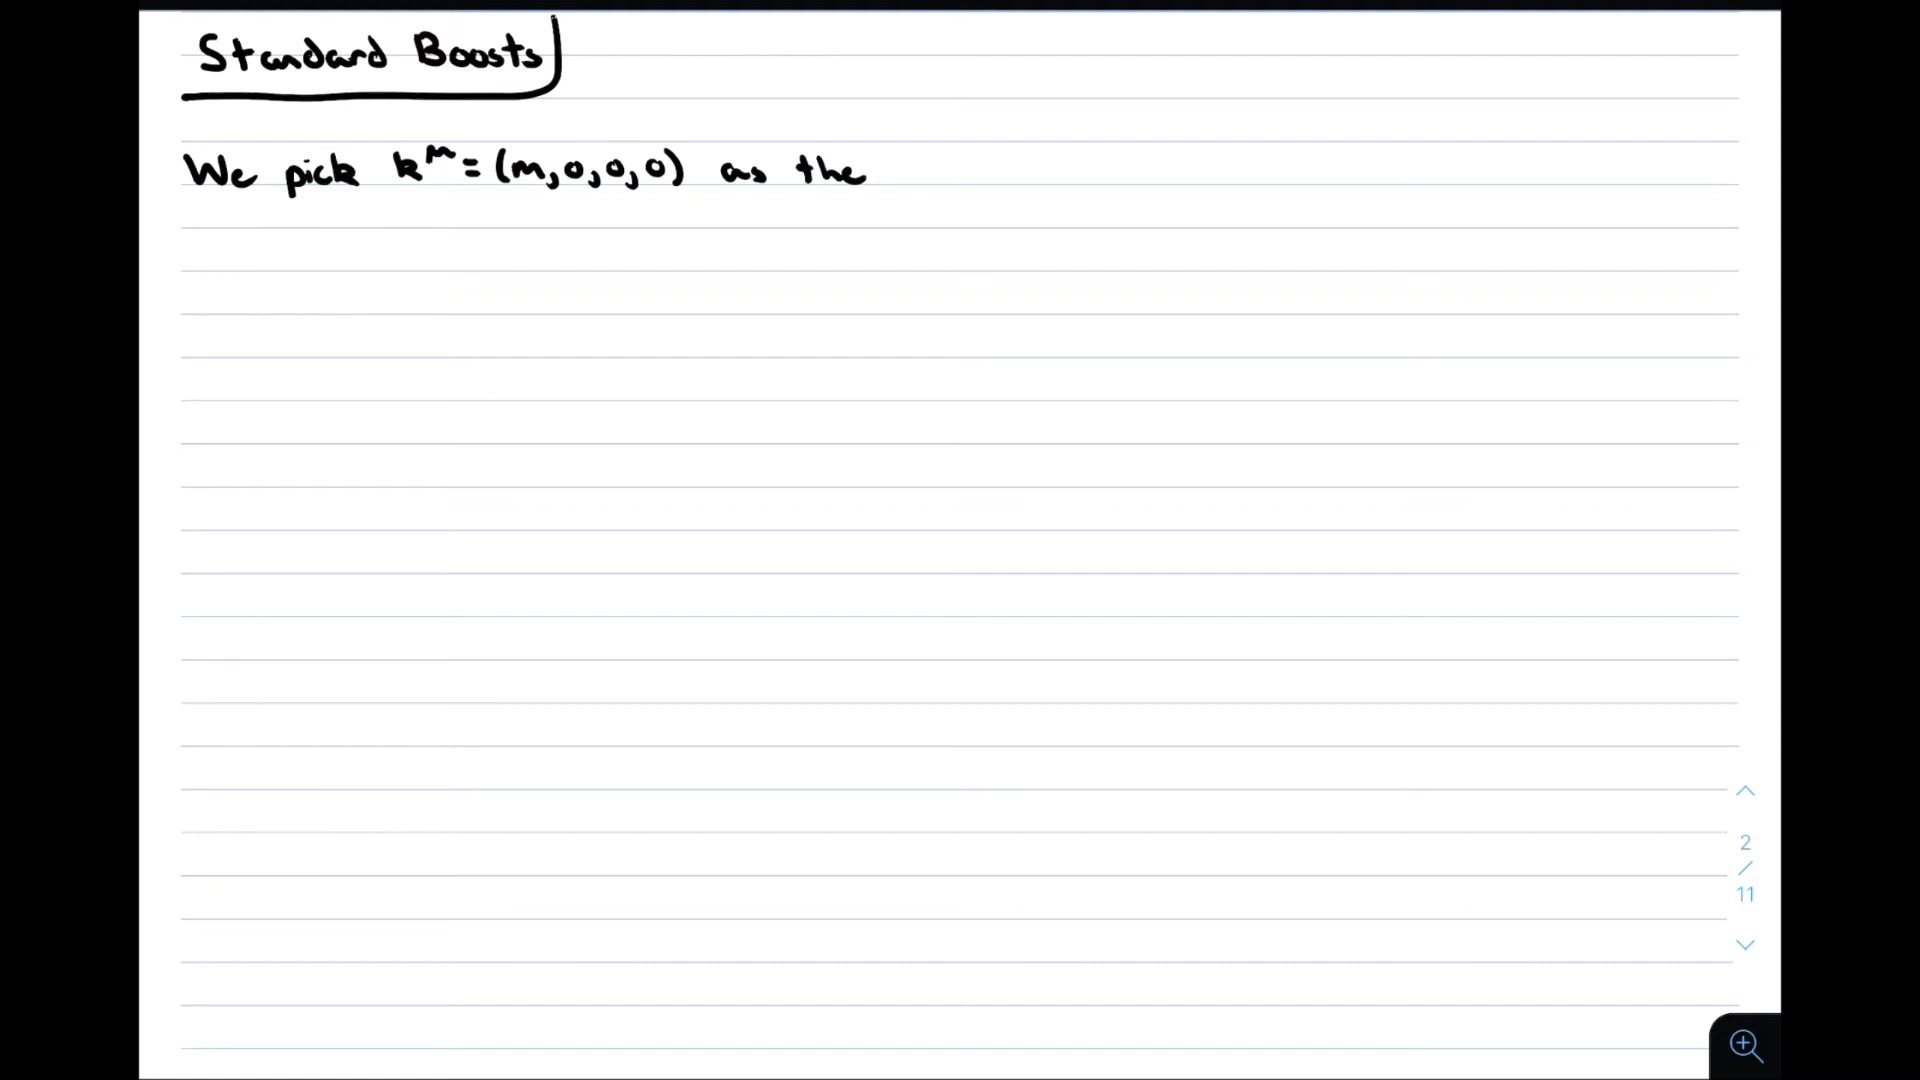 Standard Boosts
We pick k^μ = (m,0,0,0) as the
2
/
11